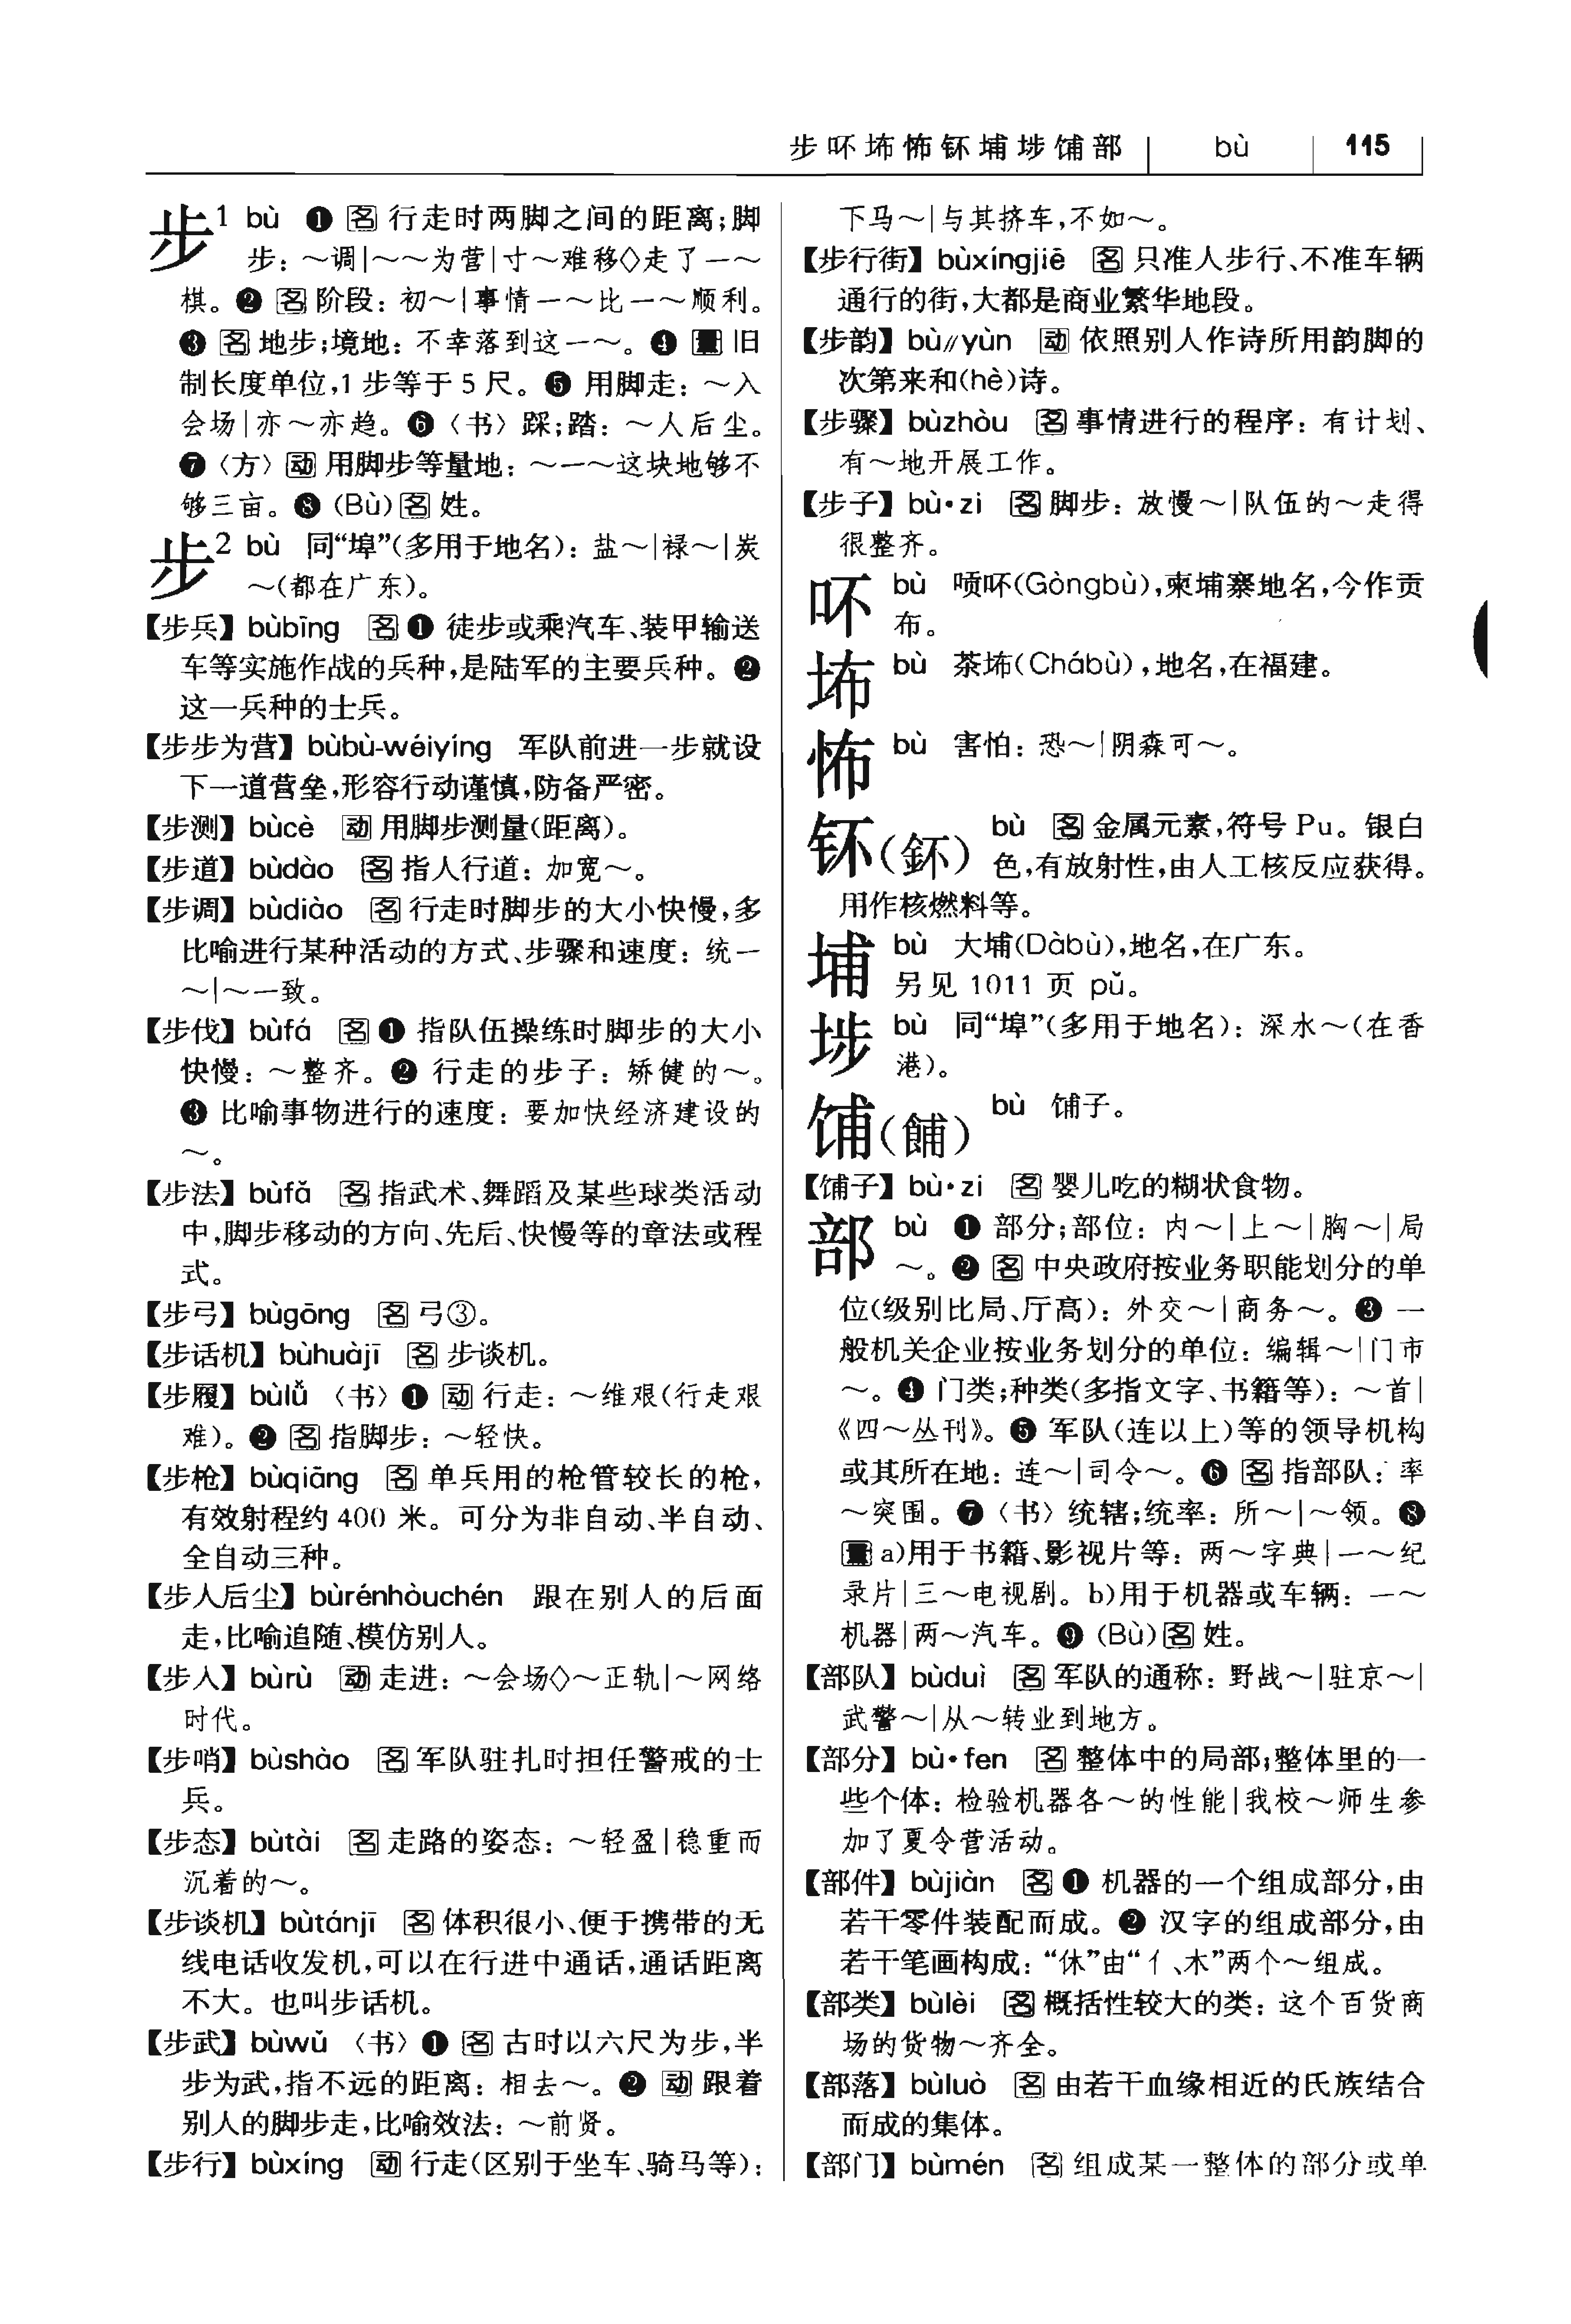 步吥㘵怖钚埔埗餔部 bù 115
步¹ bù ❶ 名 行走时两脚之间的距离;脚
步：～调|～～为营|寸～难移◇走了一～
棋。❷ 名 阶段：初～|事情一～比一～顺利。
❸ 名 地步;境地：不幸落到这一～。❹ 量 旧
制长度单位,1 步等于 5 尺。❺ 用脚走：～入
会场|亦～亦趋。❻〈书〉踩;踏：～人后尘。
❼〈方〉动 用脚步等量地：～一～这块地够不
够三亩。❽ (Bù) 名 姓。
步² bù 同“埠”(多用于地名)：盐～|禄～|炭
～(都在广东)。
【步兵】bùbīng 名 ❶ 徒步或乘汽车、装甲输送
车等实施作战的兵种,是陆军的主要兵种。❷
这一兵种的士兵。
【步步为营】bùbù-wéiyíng 军队前进一步就设
下一道营垒,形容行动谨慎,防备严密。
【步测】bùcè 动 用脚步测量(距离)。
【步道】bùdào 名 指人行道：加宽～。
【步调】bùdiào 名 行走时脚步的大小快慢,多
比喻进行某种活动的方式、步骤和速度：统一
～|～一致。
【步伐】bùfá 名 ❶ 指队伍操练时脚步的大小
快慢：～整齐。❷ 行走的步子：矫健的～。
❸ 比喻事物进行的速度：要加快经济建设的
～。
【步法】bùfǎ 名 指武术、舞蹈及某些球类活动
中,脚步移动的方向、先后、快慢等的章法或程
式。
【步弓】bùgōng 名 弓③。
【步话机】bùhuàjī 名 步谈机。
【步履】bùlǚ 〈书〉❶ 动 行走：～维艰(行走艰
难)。❷ 名 指脚步：～轻快。
【步枪】bùqiāng 名 单兵用的枪管较长的枪,
有效射程约 400 米。可分为非自动、半自动、
全自动三种。
【步人后尘】bùrénhòuchén 跟在别人的后面
走,比喻追随、模仿别人。
【步入】bùrù 动 走进：～会场◇～正轨|～网络
时代。
【步哨】bùshào 名 军队驻扎时担任警戒的士
兵。
【步态】bùtài 名 走路的姿态：～轻盈|稳重而
沉着的～。
【步谈机】bùtánjī 名 体积很小、便于携带的无
线电话收发机,可以在行进中通话,通话距离
不大。也叫步话机。
【步武】bùwǔ 〈书〉❶ 名 古时以六尺为步,半
步为武,指不远的距离：相去～。❷ 动 跟着
别人的脚步走,比喻效法：～前贤。
【步行】bùxíng 动 行走(区别于坐车、骑马等)：
下马～|与其挤车,不如～。
【步行街】bùxíngjiē 名 只准人步行、不准车辆
通行的街,大都是商业繁华地段。
【步韵】bù//yùn 动 依照别人作诗所用韵脚的
次第来和(hè)诗。
【步骤】bùzhòu 名 事情进行的程序：有计划、
有～地开展工作。
【步子】bù·zi 名 脚步：放慢～|队伍的～走得
很整齐。
吥 bù 唝吥(Gòngbù),柬埔寨地名,今作贡
布。
㘵 bù 茶㘵(Chábù),地名,在福建。
怖 bù 害怕：恐～|阴森可～。
钚(鈈) bù 名 金属元素,符号 Pu。银白
色,有放射性,由人工核反应获得。
用作核燃料等。
埔 bù 大埔(Dàbù),地名,在广东。
另见 1011 页 pǔ。
埗 bù 同“埠”(多用于地名)：深水～(在香
港)。
𫗦(餔) bù 𫗦子。
【𫗦子】bù·zi 名 婴儿吃的糊状食物。
部 bù ❶ 部分;部位：内～|上～|胸～|局
～。❷ 名 中央政府按业务职能划分的单
位(级别比局、厅高)：外交～|商务～。❸ 一
般机关企业按业务划分的单位：编辑～|门市
～。❹ 门类;种类(多指文字、书籍等)：～首|
《四～丛刊》。❺ 军队(连以上)等的领导机构
或其所在地：连～|司令～。❻ 名 指部队：率
～突围。❼〈书〉统辖;统率：所～|～领。❽
量 a)用于书籍、影视片等：两～字典|一～纪
录片|三～电视剧。b)用于机器或车辆：一～
机器|两～汽车。❾ (Bù) 名 姓。
【部队】bùduì 名 军队的通称：野战～|驻京～|
武警～|从～转业到地方。
【部分】bù·fen 名 整体中的局部;整体里的一
些个体：检验机器各～的性能|我校～师生参
加了夏令营活动。
【部件】bùjiàn 名 ❶ 机器的一个组成部分,由
若干零件装配而成。❷ 汉字的组成部分,由
若干笔画构成：“休”由“亻、木”两个～组成。
【部类】bùlèi 名 概括性较大的类：这个百货商
场的货物～齐全。
【部落】bùluò 名 由若干血缘相近的氏族结合
而成的集体。
【部门】bùmén 名 组成某一整体的部分或单